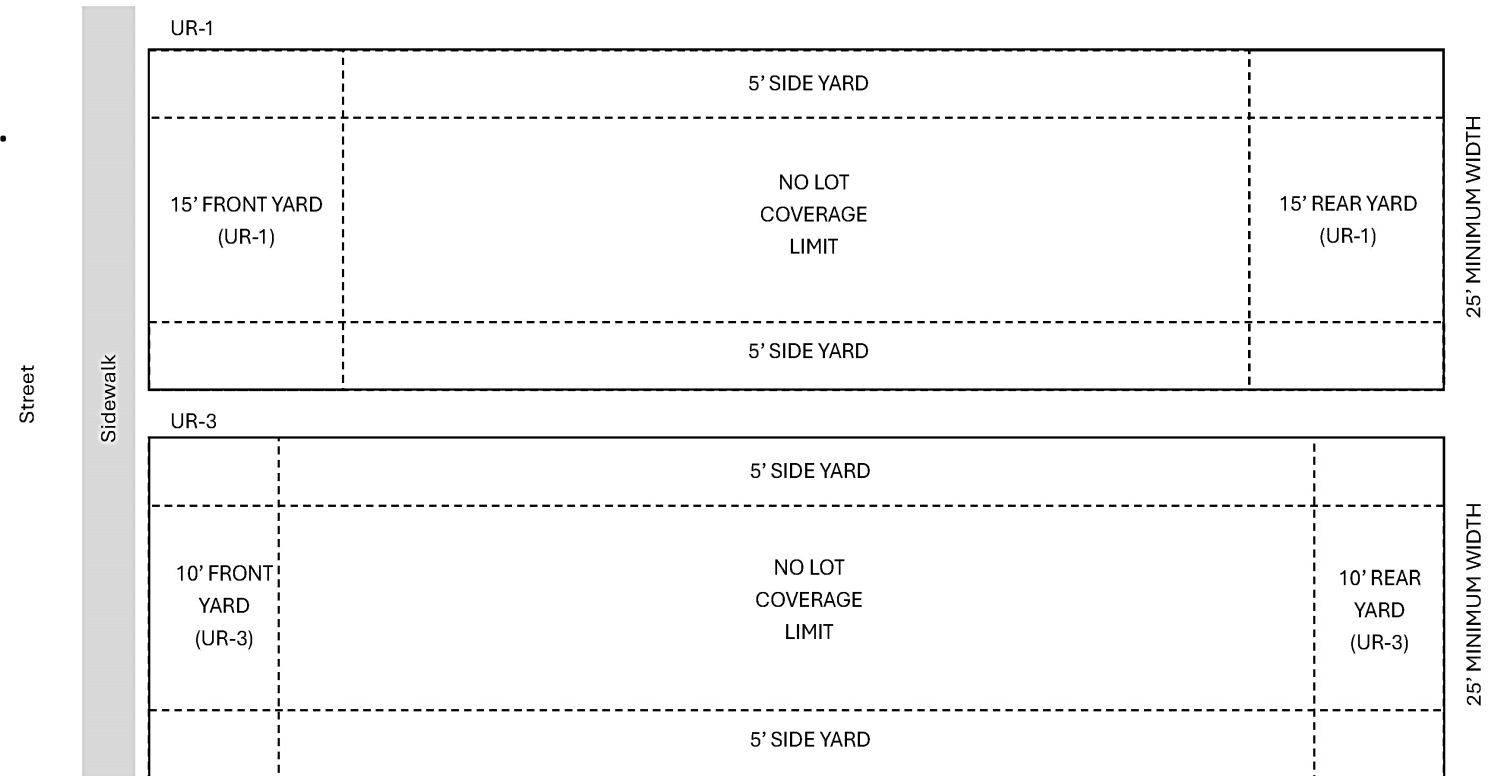 UR-1
5’ SIDE YARD
NO LOT
COVERAGE
LIMIT
15’ FRONT YARD
(UR-1)
15’ REAR YARD
(UR-1)
25’ MINIMUM WIDTH
5’ SIDE YARD
Street
Sidewalk
UR-3
5’ SIDE YARD
10’ FRONT
YARD
(UR-3)
NO LOT
COVERAGE
LIMIT
10’ REAR
YARD
(UR-3)
25’ MINIMUM WIDTH
5’ SIDE YARD